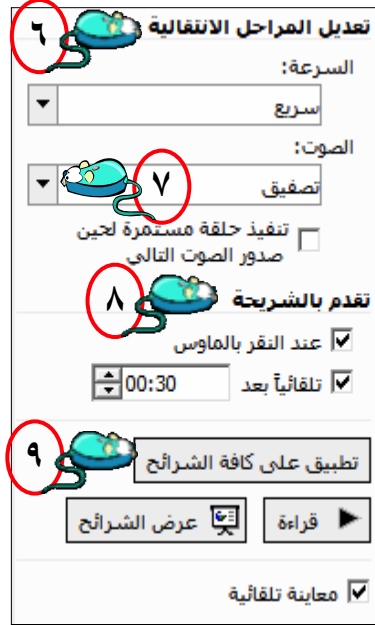 تعديل المراحل الانتقالية ٦
السرعة:
سريع
الصوت:
تصفيق ٧
تنفيذ حلقة مستمرة لحين
صدور الصوت التالي
تقدم بالشريحة ٨
عند النقر بالماوس
تلقائياً بعد 00:30
تطبيق على كافة الشرائح ٩
قراءة عرض الشرائح
معاينة تلقائية